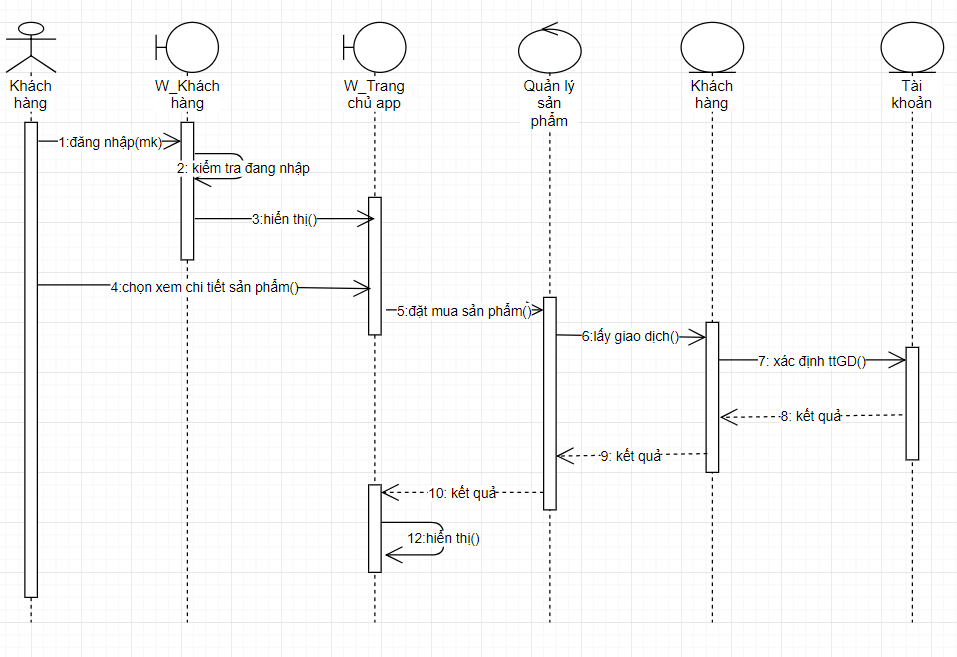 Khách
hàng
W_Khách
hàng
W_Trang
chủ app
Quản lý
sản
phẩm
Khách
hàng
Tài
khoản
1:đăng nhập(mk)
2: kiểm tra đang nhập
3:hiển thị()
4:chọn xem chi tiết sản phẩm()
5:đặt mua sản phẩm()
6:lấy giao dịch()
7: xác định ttGD()
8: kết quả
9: kết quả
10: kết quả
12:hiển thị()